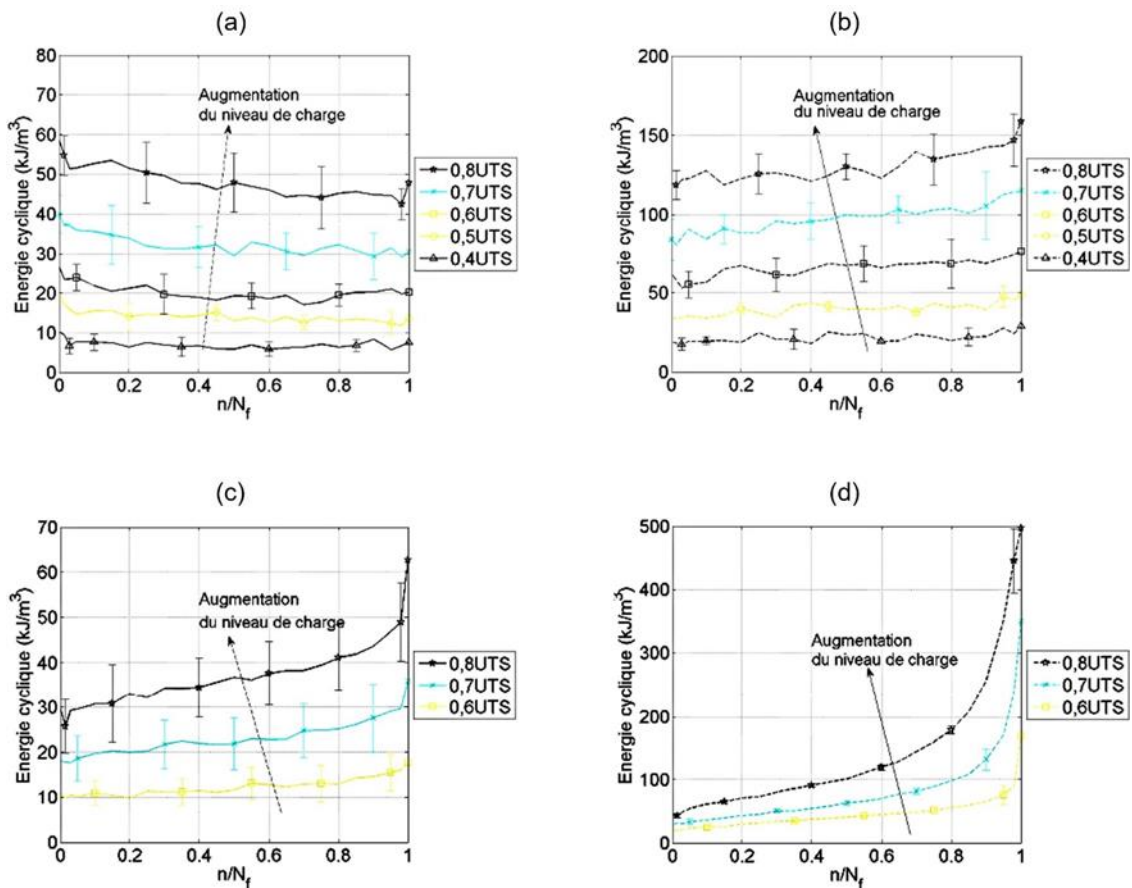 (a)
80
70
60
50
40
30
20
10
0
Energie cyclique (kJ/m³)
0 0.2 0.4 0.6 0.8 1
n/N_f
Augmentation
du niveau de charge
0,8UTS
0,7UTS
0,6UTS
0,5UTS
0,4UTS
(b)
200
150
100
50
0
Energie cyclique (kJ/m³)
0 0.2 0.4 0.6 0.8 1
n/N_f
Augmentation
du niveau de charge
0,8UTS
0,7UTS
0,6UTS
0,5UTS
0,4UTS
(c)
70
60
50
40
30
20
10
0
Energie cyclique (kJ/m³)
0 0.2 0.4 0.6 0.8 1
n/N_f
Augmentation
du niveau de charge
0,8UTS
0,7UTS
0,6UTS
(d)
500
400
300
200
100
0
Energie cyclique (kJ/m³)
0 0.2 0.4 0.6 0.8 1
n/N_f
Augmentation
du niveau de charge
0,8UTS
0,7UTS
0,6UTS